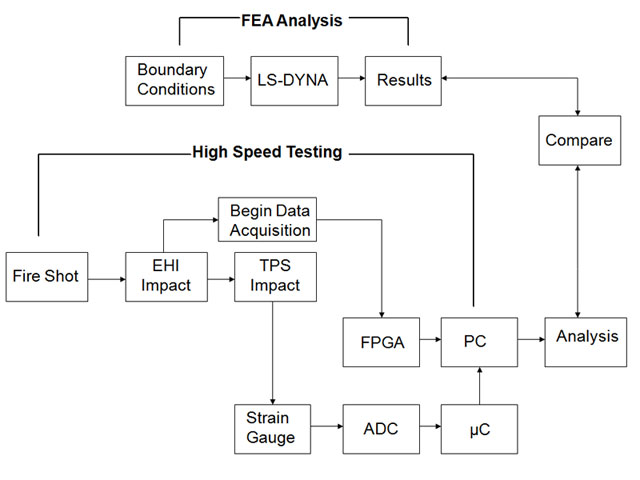 FEA Analysis
Boundary
Conditions
LS-DYNA
Results
Compare
High Speed Testing
Begin Data
Acquisition
Fire Shot
EHI
Impact
TPS
Impact
FPGA
PC
Analysis
Strain
Gauge
ADC
µC